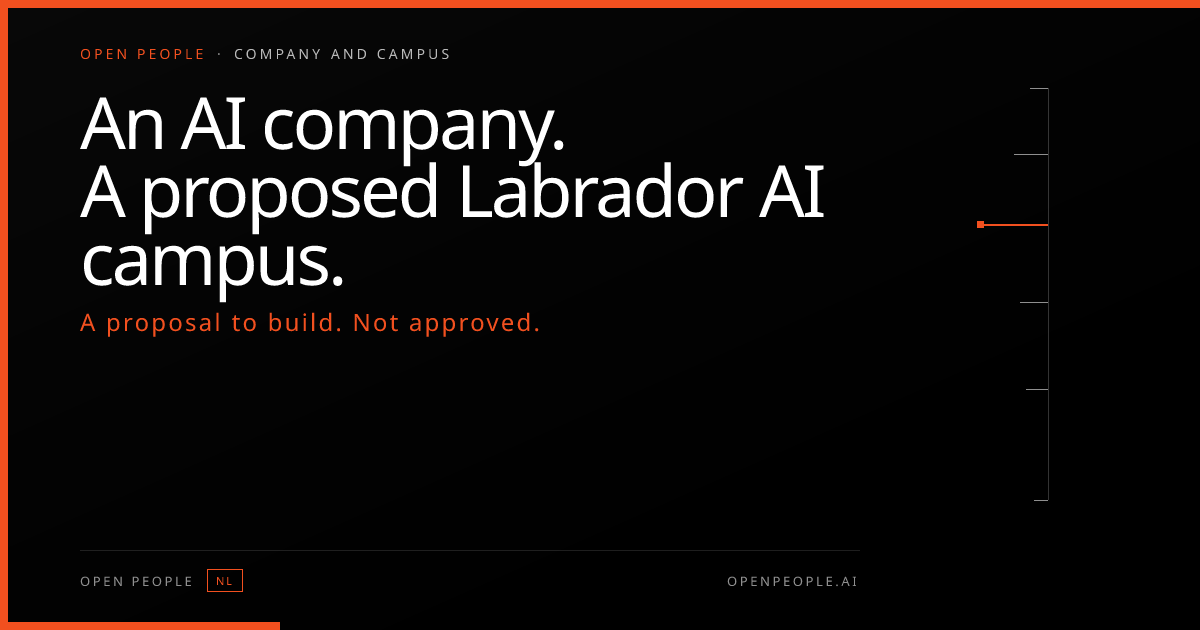 OPEN PEOPLE · COMPANY AND CAMPUS
An AI company.
A proposed Labrador AI
campus.
A proposal to build. Not approved.
OPEN PEOPLE NL OPENPEOPLE.AI